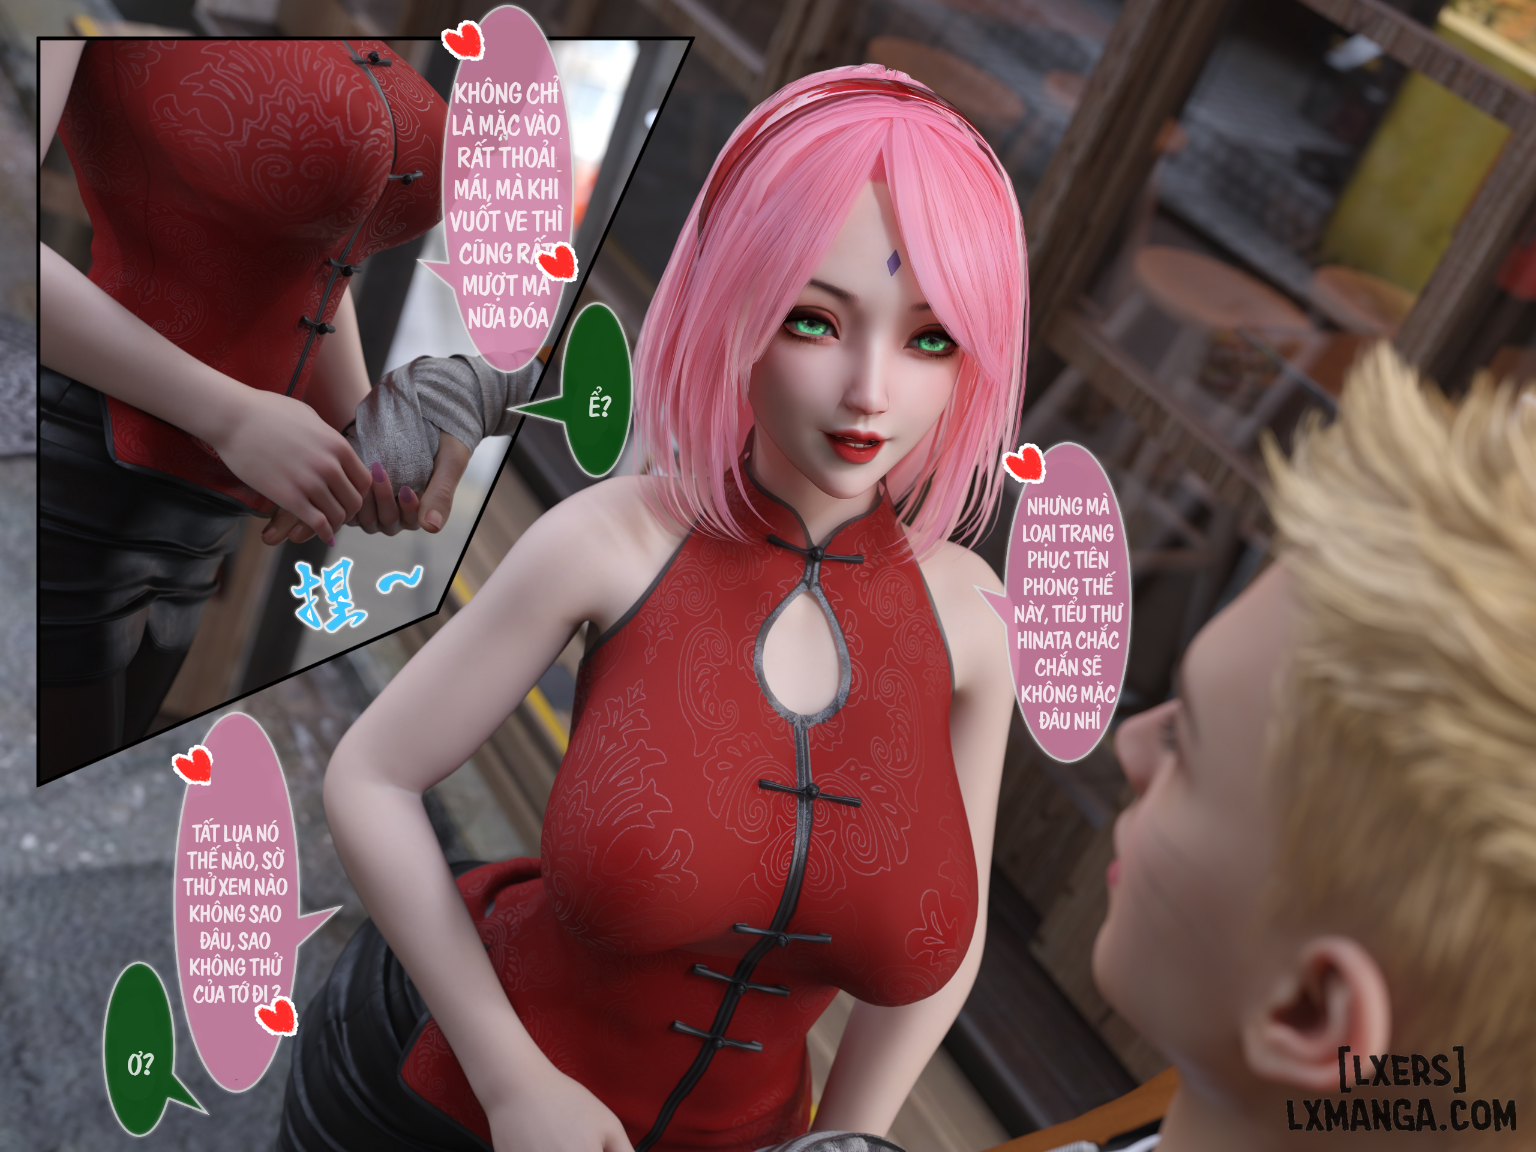 KHÔNG CHỈ
LÀ MẶC VÀO
RẤT THOẢI
MÁI, MÀ KHI
VUỐT VE THÌ
CŨNG RẤT
MƯỢT MÀ
NỮA ĐÓA
Ể?
捏~
NHƯNG MÀ
LOẠI TRANG
PHỤC TIÊN
PHONG THẾ
NÀY, TIỂU THƯ
HINATA CHẮC
CHẮN SẼ
KHÔNG MẶC
ĐÂU NHỈ
TẤT LỤA NÓ
THẾ NÀO, SỜ
THỬ XEM NÀO
KHÔNG SAO
ĐÂU, SAO
KHÔNG THỬ
CỦA TỚ ĐI ?
Ơ?
[LXERS]
LXMANGA.COM